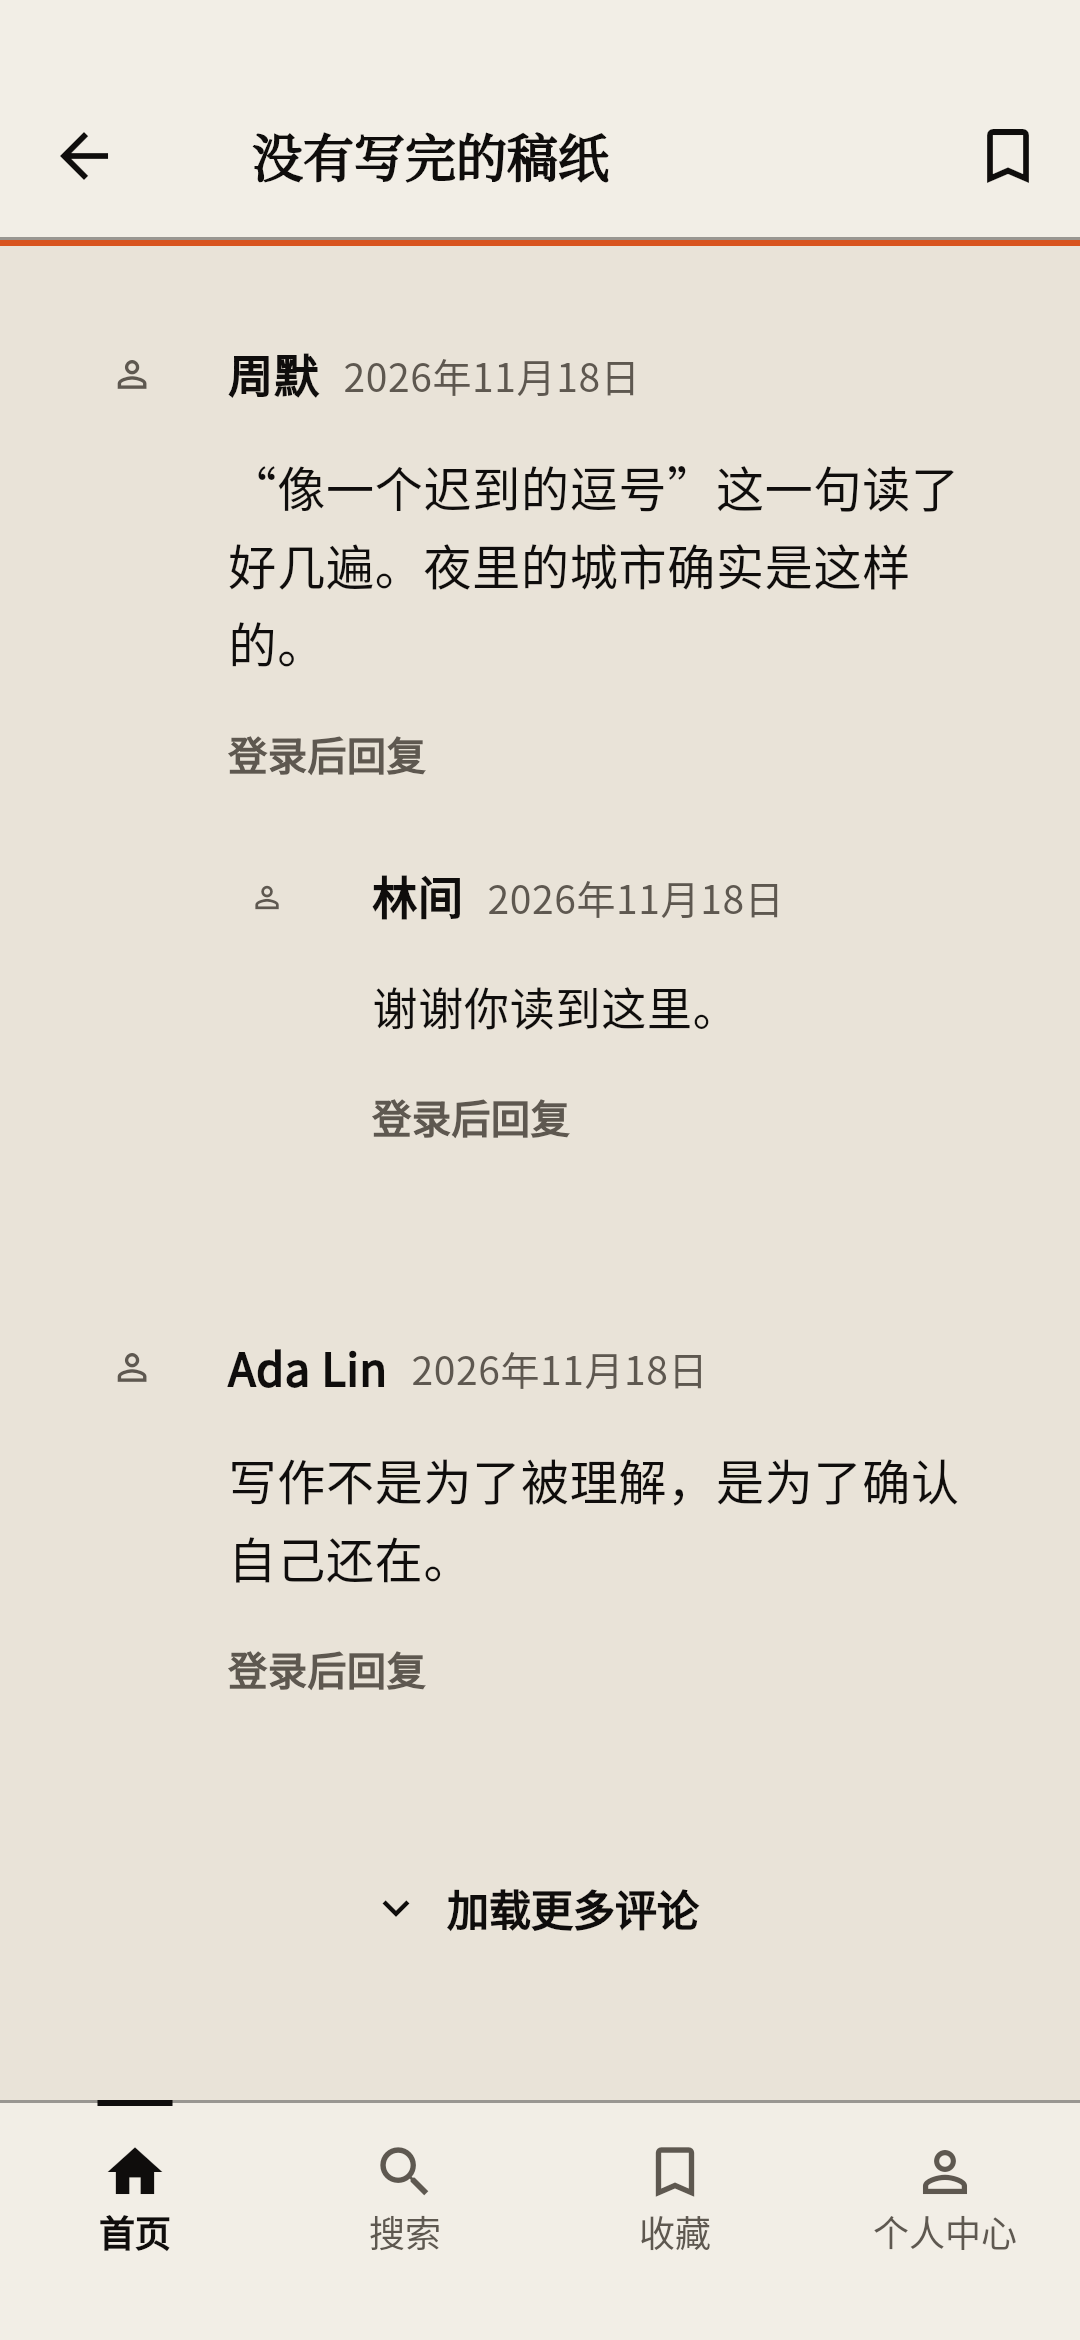 没有写完的稿纸
周默 2026年11月18日
“像一个迟到的逗号”这一句读了
好几遍。夜里的城市确实是这样
的。
登录后回复
林间 2026年11月18日
谢谢你读到这里。
登录后回复
Ada Lin 2026年11月18日
写作不是为了被理解，是为了确认
自己还在。
登录后回复
加载更多评论
首页 搜索 收藏 个人中心